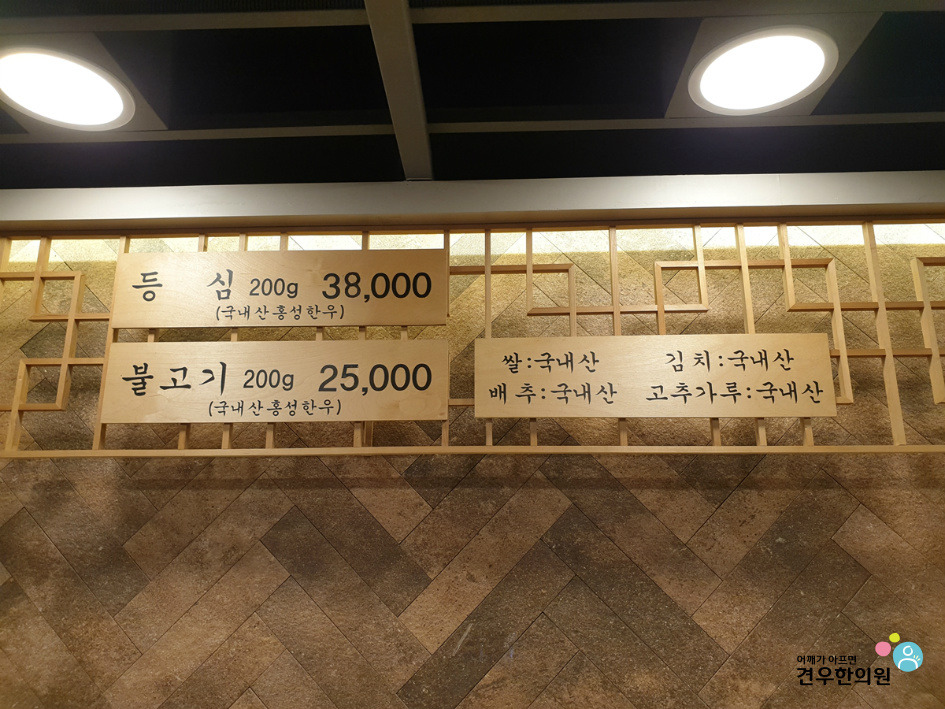 등 심 200g 38,000
(국내산홍성한우)
불고기 200g 25,000
(국내산홍성한우)
쌀:국내산 김치:국내산
배추:국내산 고추가루:국내산
어깨가 아프면
견우한의원